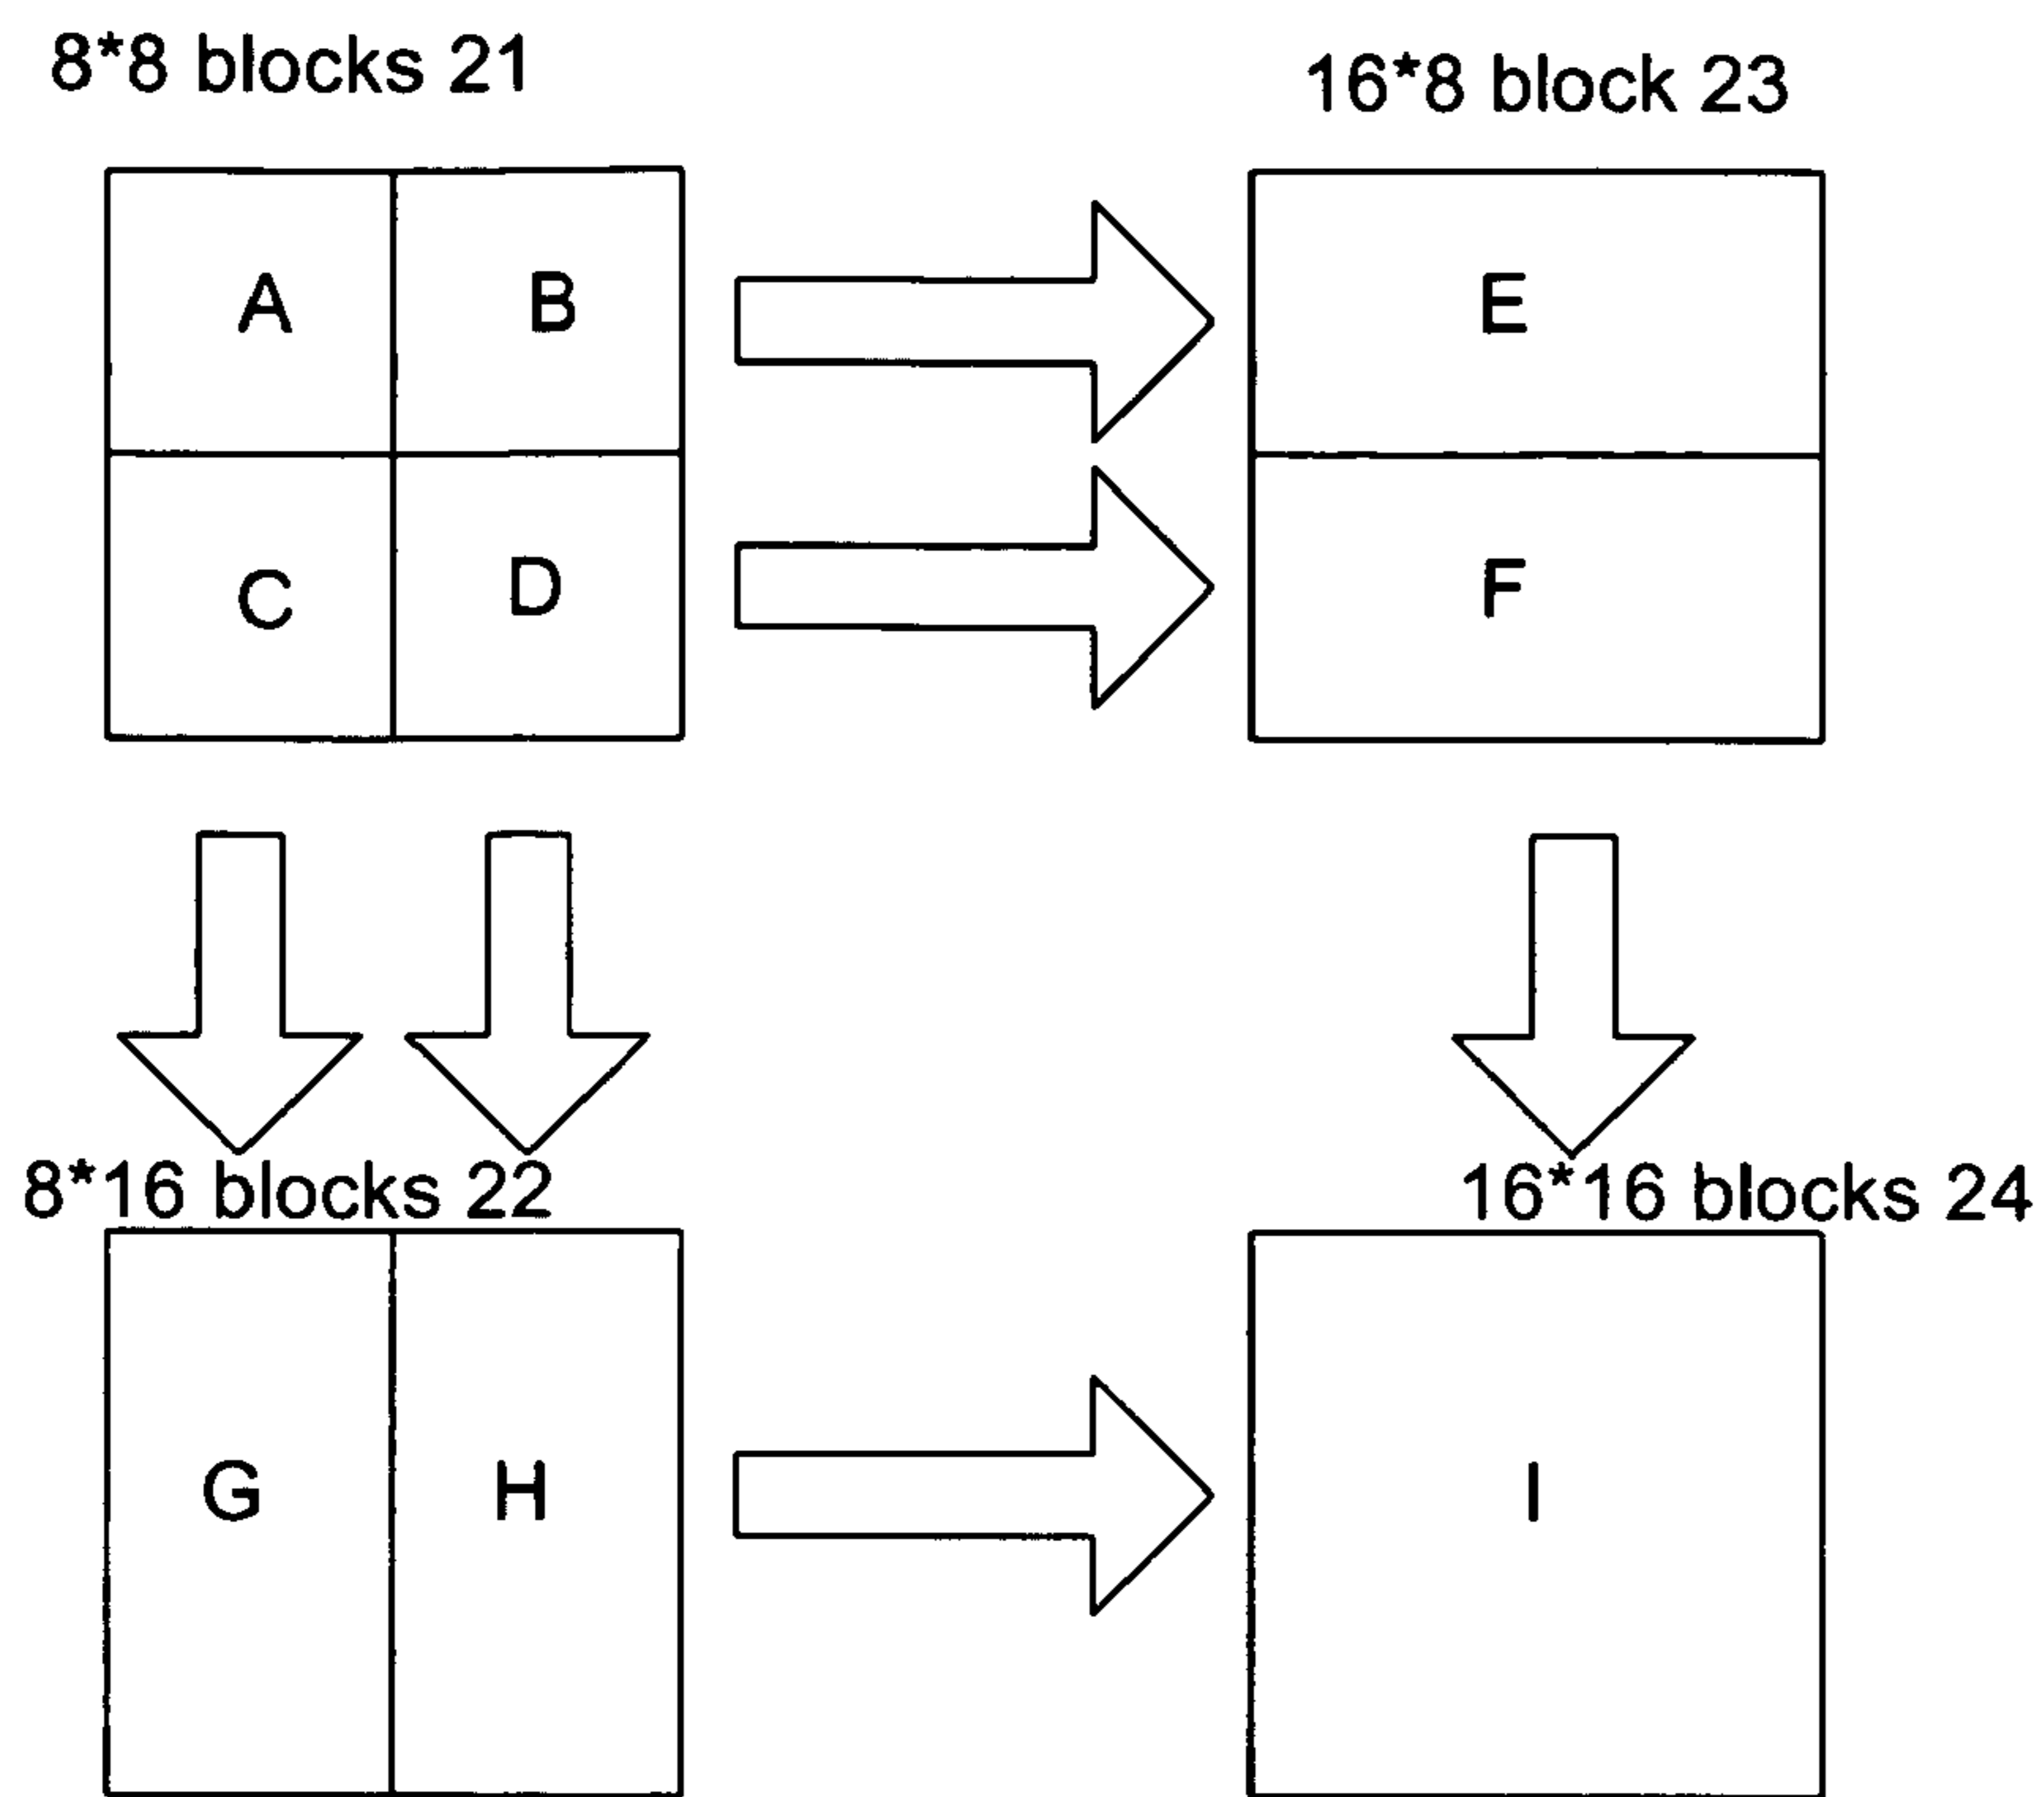 8*8 blocks 21
16*8 block 23
A B
E
C D
F
8*16 blocks 22
16*16 blocks 24
G H
I